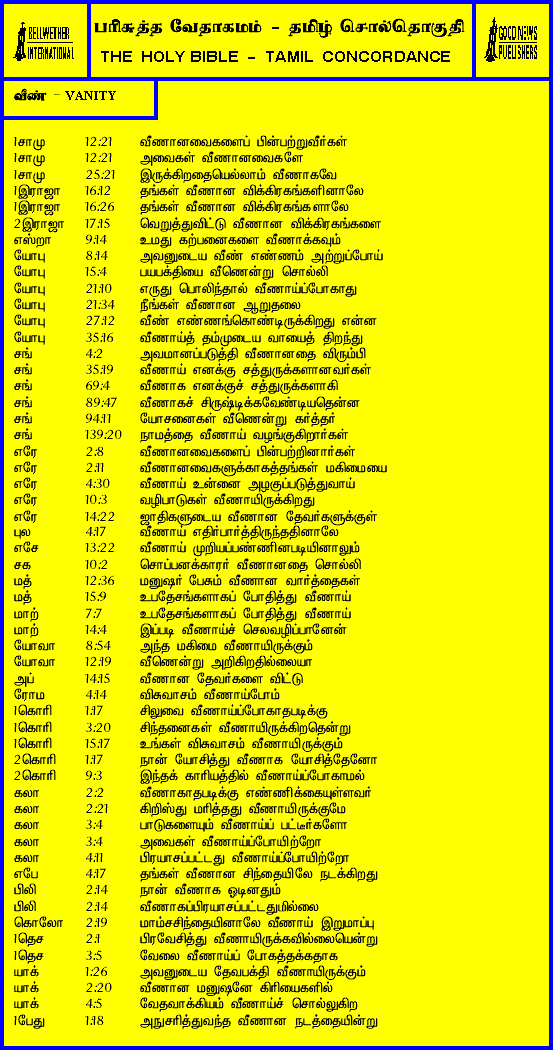 BELLWETHER INTERNATIONAL
பரிசுத்த வேதாகமம் - தமிழ் சொல்தொகுதி
THE HOLY BIBLE - TAMIL CONCORDANCE
GOOD NEWS PUBLISHERS
வீண் - VANITY
1சாமு 12:21 வீணானவைகளைப் பின்பற்றுவீர்கள்
1சாமு 12:21 அவைகள் வீணானவைகளே
1சாமு 25:21 இருக்கிறதையெல்லாம் வீணாகவே
1இராஜா 16:12 தங்கள் வீணான விக்கிரகங்களினாலே
1இராஜா 16:26 தங்கள் வீணான விக்கிரகங்களாலே
2இராஜா 17:15 வெறுத்துவிட்டு வீணான விக்கிரகங்களை
எஸ்றா 9:14 உமது கற்பனைகளை வீணாக்கவும்
யோபு 8:14 அவனுடைய வீண் எண்ணம் அற்றுப்போய்
யோபு 15:4 பயபக்தியை வீணென்று சொல்லி
யோபு 21:10 எருது பொலிந்தால் வீணாய்ப்போகாது
யோபு 21:34 நீங்கள் வீணான ஆறுதலை
யோபு 27:12 வீண் எண்ணங்கொண்டிருக்கிறது என்ன
யோபு 35:16 வீணாய்த் தம்முடைய வாயைத் திறந்து
சங் 4:2 அவமானப்படுத்தி வீணானதை விரும்பி
சங் 35:19 வீணாய் எனக்கு சத்துருக்களானவர்கள்
சங் 69:4 வீணாக எனக்குச் சத்துருக்களாகி
சங் 89:47 வீணாகச் சிருஷ்டிக்கவேண்டியதென்ன
சங் 94:11 யோசனைகள் வீணென்று கர்த்தர்
சங் 139:20 நாமத்தை வீணாய் வழங்குகிறார்கள்
எரே 2:8 வீணானவைகளைப் பின்பற்றினார்கள்
எரே 2:11 வீணானவைகளுக்காகத்தங்கள் மகிமையை
எரே 4:30 வீணாய் உன்னை அழகுப்படுத்துவாய்
எரே 10:3 வழிபாடுகள் வீணாயிருக்கிறது
எரே 14:22 ஜாதிகளுடைய வீணான தேவர்களுக்குள்
புல 4:17 வீணாய் எதிர்பார்த்திருந்ததினாலே
எசே 13:22 வீணாய் முறியப்பண்ணினபடியினாலும்
சக 10:2 சொப்பனக்காரர் வீணானதை சொல்லி
மத் 12:36 மனுஷர் பேசும் வீணான வார்த்தைகள்
மத் 15:9 உபதேசங்களாகப் போதித்து வீணாய்
மாற் 7:7 உபதேசங்களாகப் போதித்து வீணாய்
மாற் 14:4 இப்படி வீணாய்ச் செலவழிப்பானேன்
யோவா 8:54 அந்த மகிமை வீணாயிருக்கும்
யோவா 12:19 வீணென்று அறிகிறதில்லையா
அப் 14:15 வீணான தேவர்களை விட்டு
ரோம 4:14 விசுவாசம் வீணாய்போம்
1கொரி 1:17 சிலுவை வீணாய்ப்போகாதபடிக்கு
1கொரி 3:20 சிந்தனைகள் வீணாயிருக்கிறதென்று
1கொரி 15:17 உங்கள் விசுவாசம் வீணாயிருக்கும்
2கொரி 1:17 நான் யோசித்து வீணாக யோசித்தேனோ
2கொரி 9:3 இந்தக் காரியத்தில் வீணாய்ப்போகாமல்
கலா 2:2 வீணாகாதபடிக்கு எண்ணிக்கையுள்ளவர்
கலா 2:21 கிறிஸ்து மரித்தது வீணாயிருக்குமே
கலா 3:4 பாடுகளையும் வீணாய்ப் பட்டீர்களோ
கலா 3:4 அவைகள் வீணாய்ப்போயிற்றோ
கலா 4:11 பிரயாசப்பட்டது வீணாய்ப்போயிற்றோ
எபே 4:17 தங்கள் வீணான சிந்தையிலே நடக்கிறது
பிலி 2:14 நான் வீணாக ஓடினதும்
பிலி 2:14 வீணாகப்பிரயாசப்பட்டதுமில்லை
கொலோ 2:19 மாம்சசிந்தையினாலே வீணாய் இறுமாப்பு
1தெச 2:1 பிரவேசித்து வீணாயிருக்கவில்லையென்று
1தெச 3:5 வேலை வீணாய்ப் போகத்தக்கதாக
யாக் 1:26 அவனுடைய தேவபக்தி வீணாயிருக்கும்
யாக் 2:20 வீணான மனுஷனே கிரியைகளில்
யாக் 4:5 வேதவாக்கியம் வீணாய்ச் சொல்லுகிற
1பேது 1:18 அநுசரித்துவந்த வீணான நடத்தையின்று